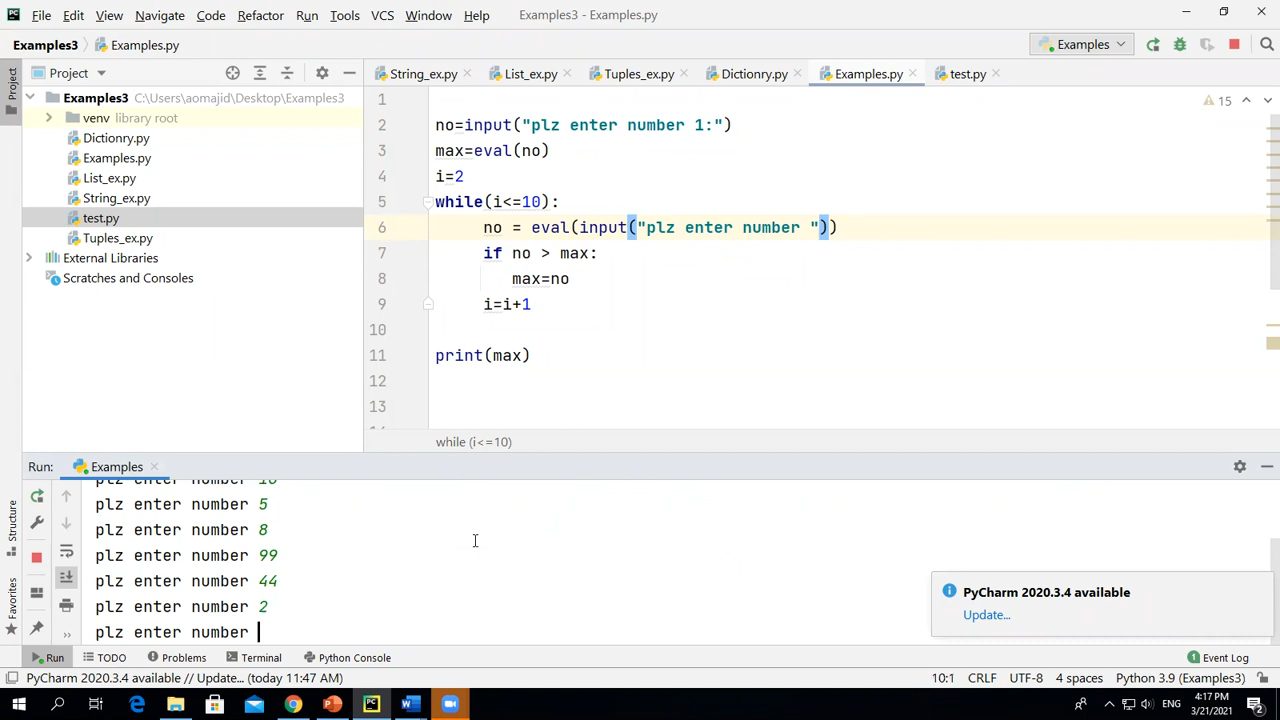 File Edit View Navigate Code Refactor Run Tools VCS Window Help Examples3 - Examples.py
Examples3 Examples.py Examples
Project String_ex.py List_ex.py Tuples_ex.py Dictionry.py Examples.py test.py
Project
Examples3 C:\Users\aomajid\Desktop\Examples3
venv library root
Dictionry.py
Examples.py
List_ex.py
String_ex.py
test.py
Tuples_ex.py
External Libraries
Scratches and Consoles
15
1
2 no=input("plz enter number 1:")
3 max=eval(no)
4 i=2
5 while(i<=10):
6 no = eval(input("plz enter number "))
7 if no > max:
8 max=no
9 i=i+1
10
11 print(max)
12
13
while (i<=10)
Run: Examples
plz enter number 10
plz enter number 5
plz enter number 8
plz enter number 99
plz enter number 44
plz enter number 2
plz enter number
Structure
Favorites
PyCharm 2020.3.4 available
Update...
Run TODO Problems Terminal Python Console Event Log
PyCharm 2020.3.4 available // Update... (today 11:47 AM) 10:1 CRLF UTF-8 4 spaces Python 3.9 (Examples3)
ENG 4:17 PM
3/21/2021
2